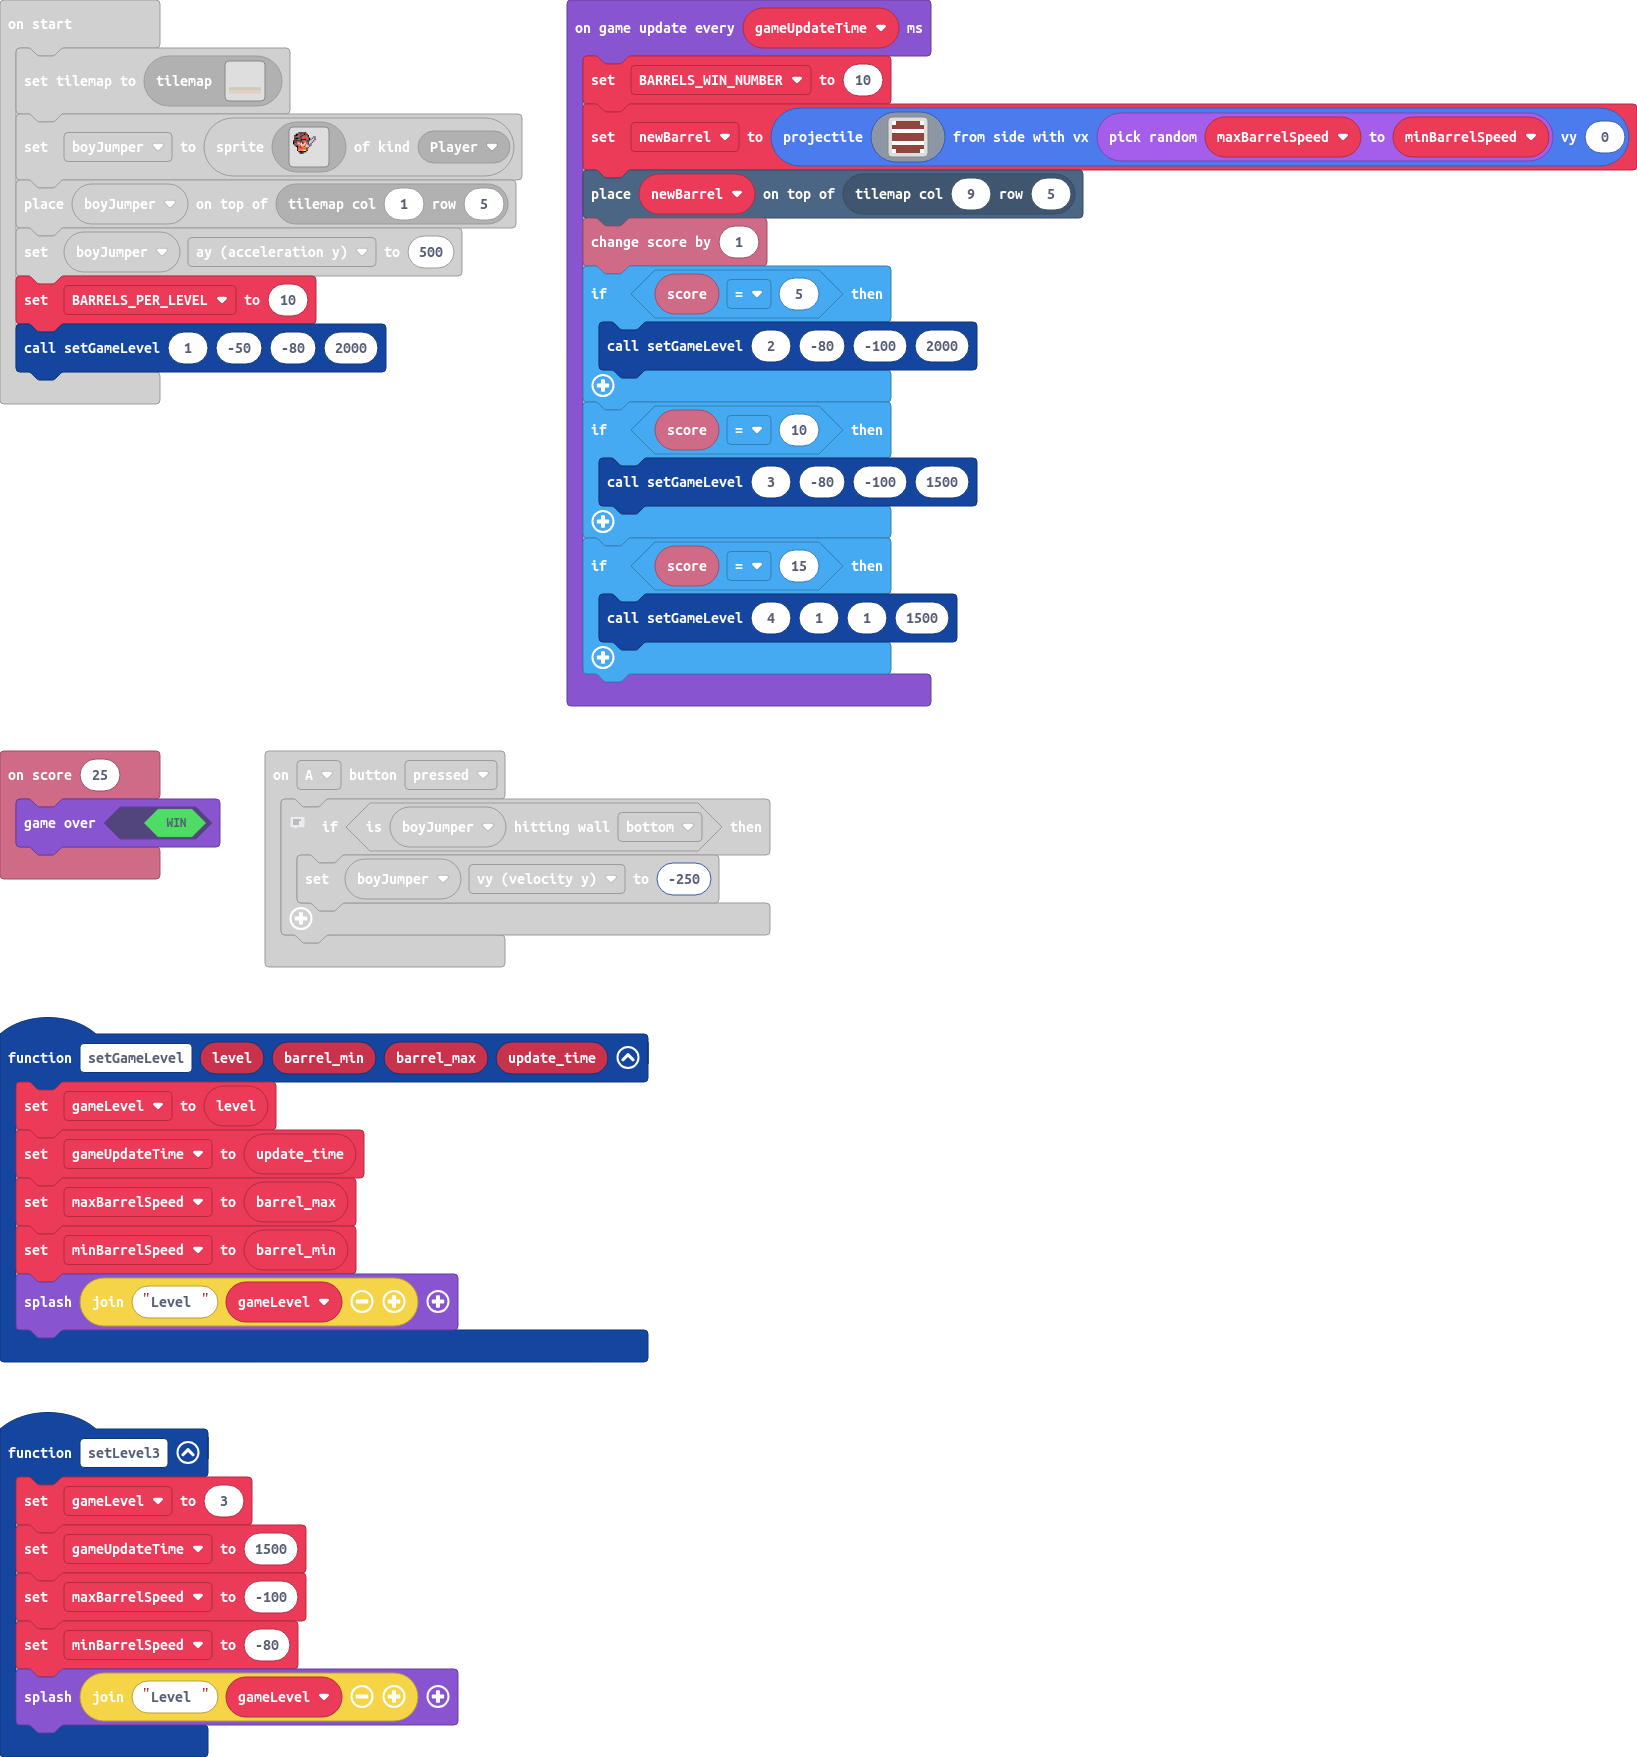 on start
set tilemap to tilemap
set boyJumper to sprite of kind Player
place boyJumper on top of tilemap col 1 row 5
set boyJumper ay (acceleration y) to 500
set BARRELS_PER_LEVEL to 10
call setGameLevel 1 -50 -80 2000
on game update every gameUpdateTime ms
set BARRELS_WIN_NUMBER to 10
set newBarrel to projectile from side with vx pick random maxBarrelSpeed to minBarrelSpeed vy 0
place newBarrel on top of tilemap col 9 row 5
change score by 1
if score = 5 then
call setGameLevel 2 -80 -100 2000
if score = 10 then
call setGameLevel 3 -80 -100 1500
if score = 15 then
call setGameLevel 4 1 1 1500
on score 25
game over WIN
on A button pressed
if is boyJumper hitting wall bottom then
set boyJumper vy (velocity y) to -250
function setGameLevel level barrel_min barrel_max update_time
set gameLevel to level
set gameUpdateTime to update_time
set maxBarrelSpeed to barrel_max
set minBarrelSpeed to barrel_min
splash join "Level " gameLevel
function setLevel3
set gameLevel to 3
set gameUpdateTime to 1500
set maxBarrelSpeed to -100
set minBarrelSpeed to -80
splash join "Level " gameLevel